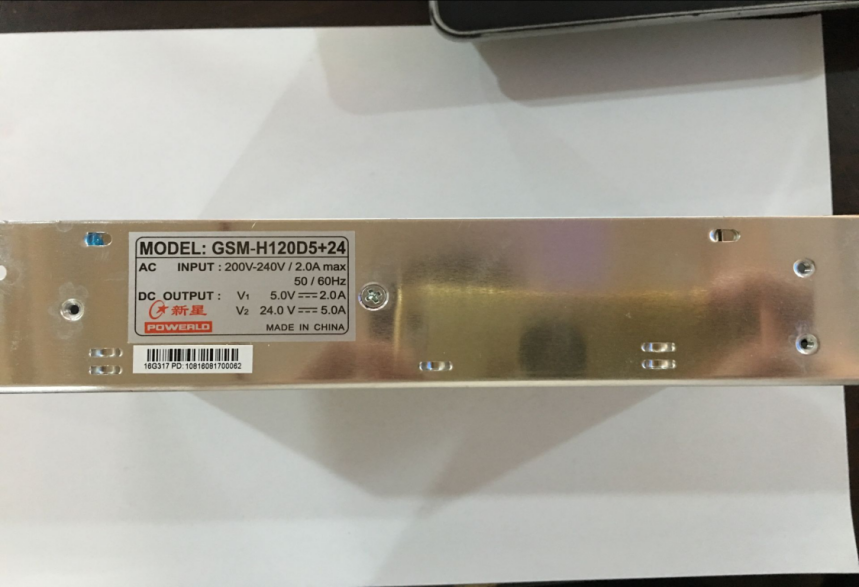 MODEL: GSM-H120D5+24
AC INPUT : 200V-240V / 2.0A max
50 / 60Hz
DC OUTPUT : V1 5.0V⎓2.0A
新星 V2 24.0 V⎓5.0A
POWERLD MADE IN CHINA
16G317 PD: 10816081700062